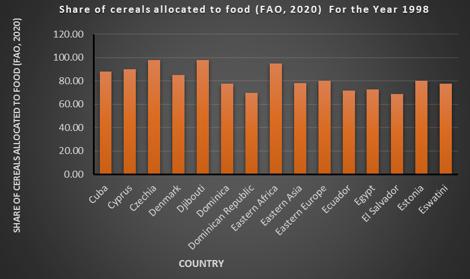 Share of cereals allocated to food (FAO, 2020)  For the Year 1998
SHARE OF CEREALS ALLOCATED TO FOOD (FAO, 2020)
120.00
100.00
80.00
60.00
40.00
20.00
0.00
Cuba
Cyprus
Czechia
Denmark
Djibouti
Dominica
Dominican Republic
Eastern Africa
Eastern Asia
Eastern Europe
Ecuador
Egypt
El Salvador
Estonia
Eswatini
COUNTRY